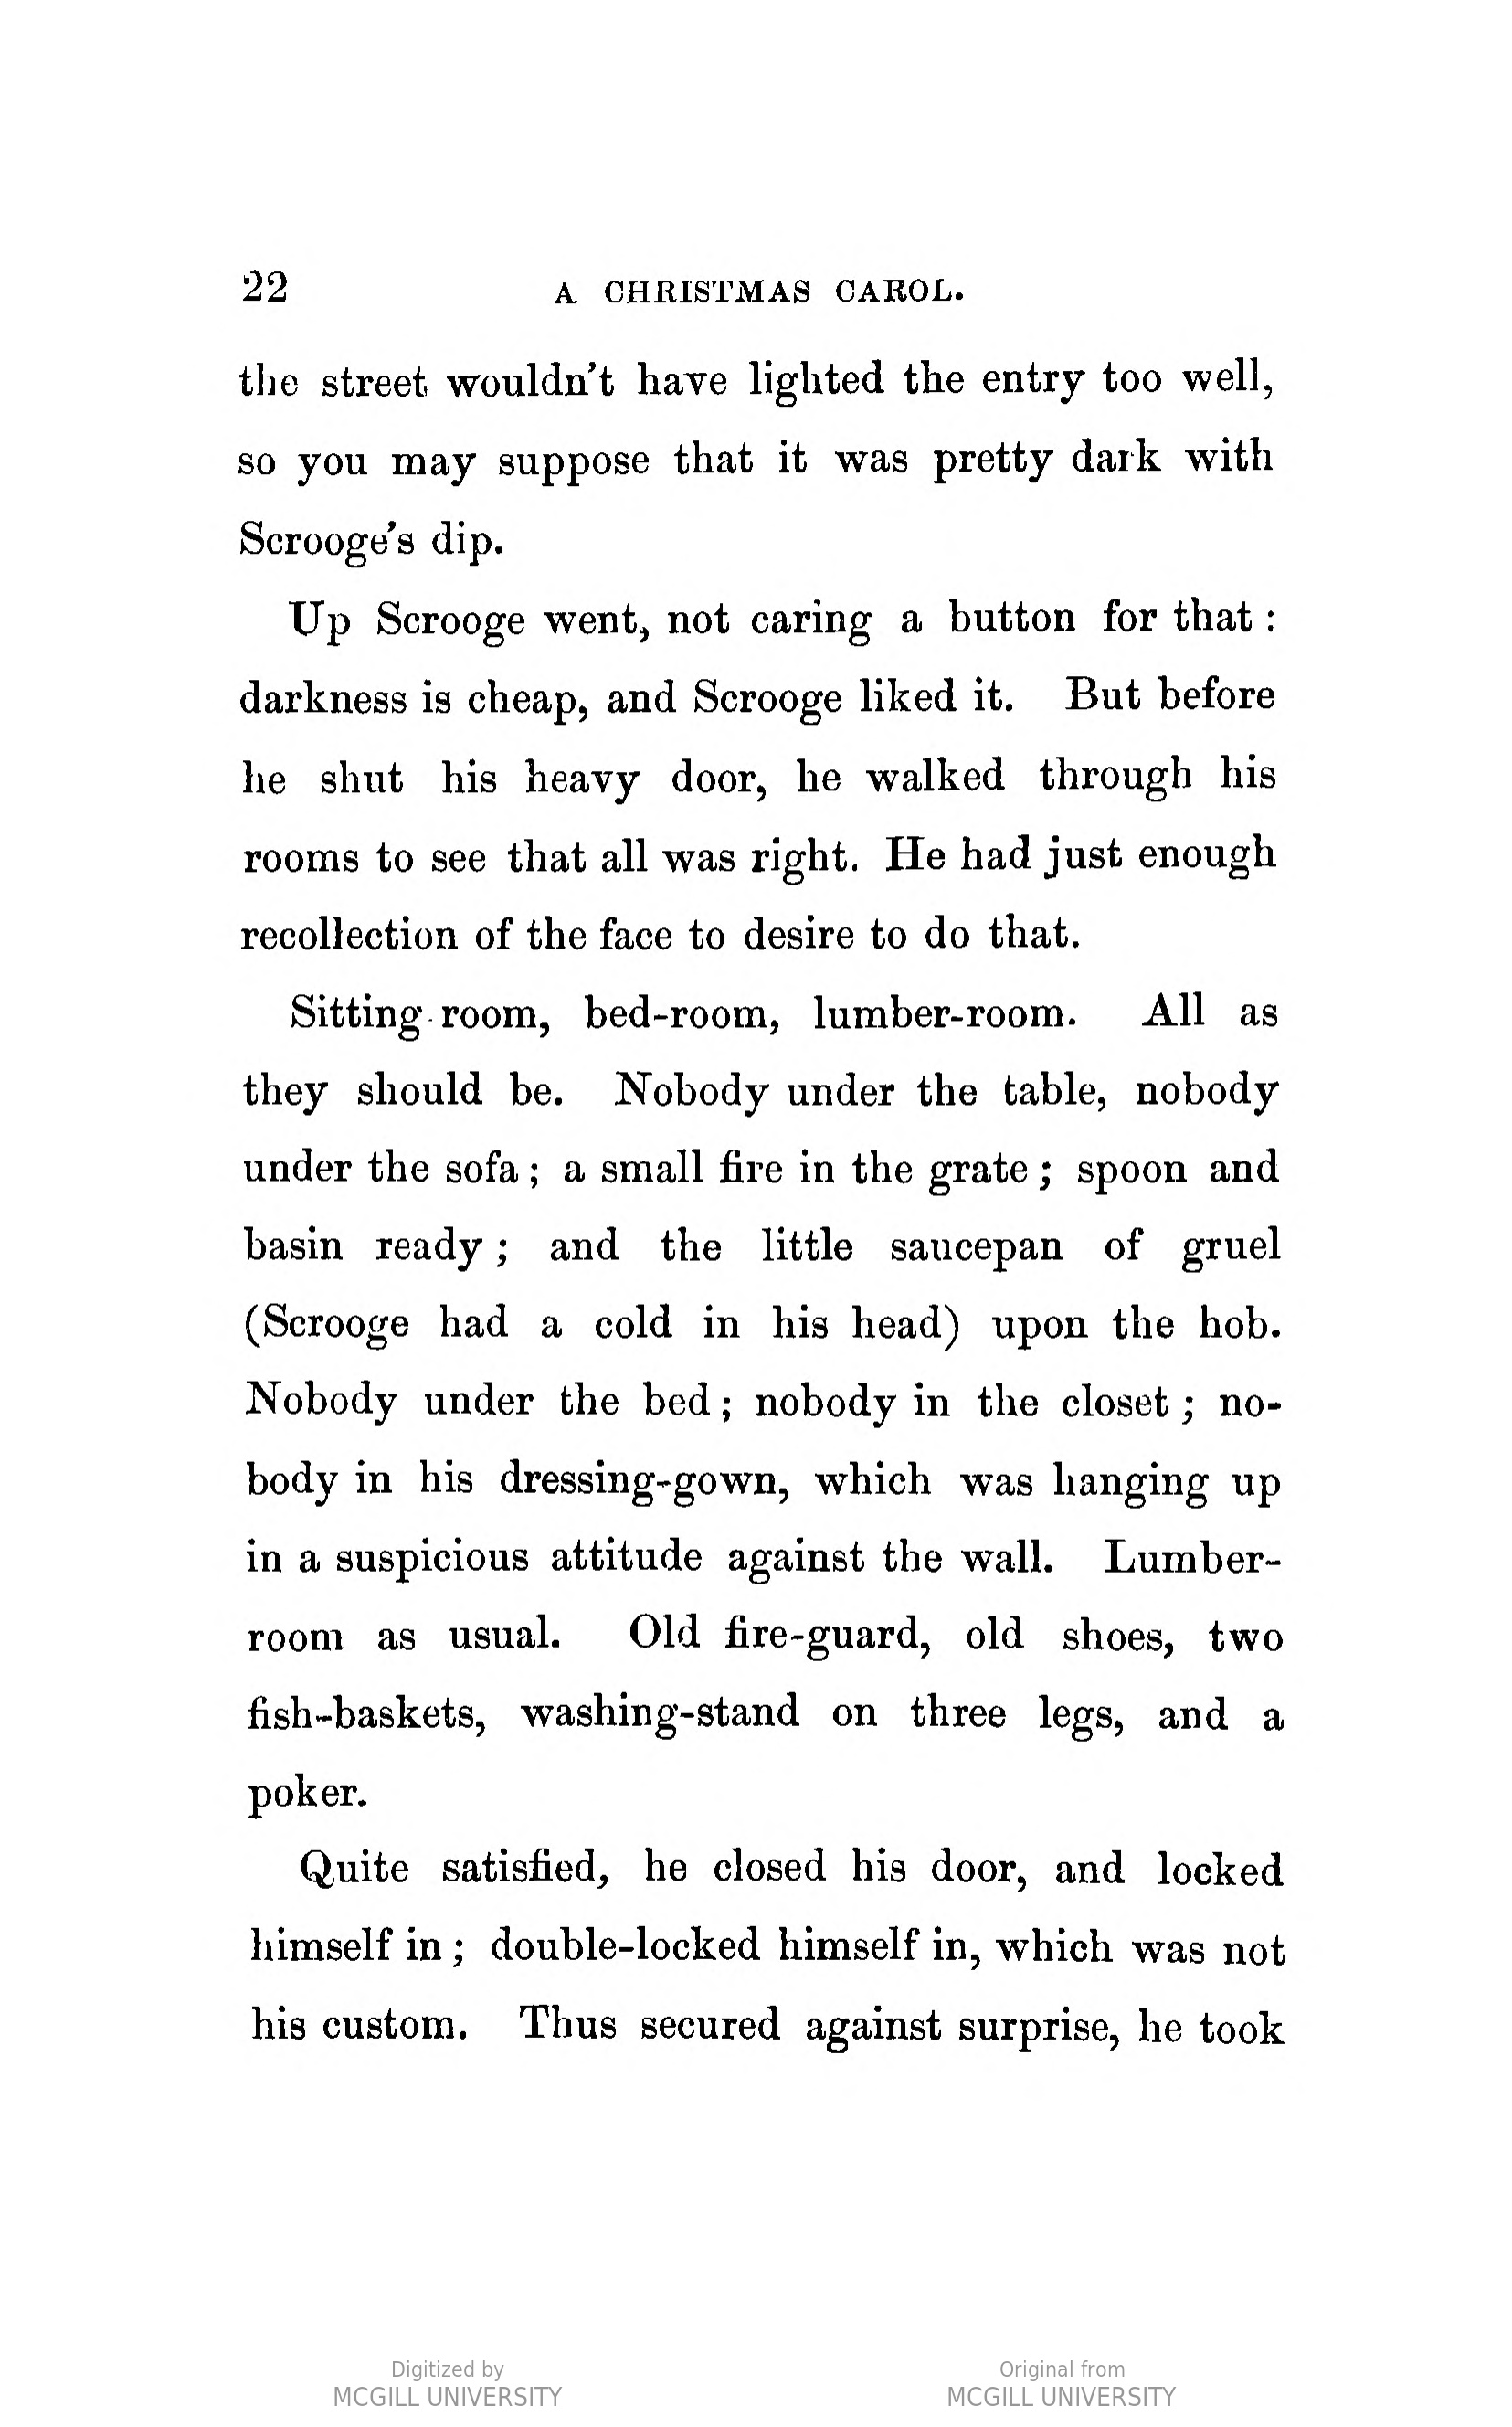 22 A CHRISTMAS CAROL.
the street wouldn't have lighted the entry too well,
so you may suppose that it was pretty dark with
Scrooge's dip.
Up Scrooge went, not caring a button for that :
darkness is cheap, and Scrooge liked it. But before
he shut his heavy door, he walked through his
rooms to see that all was right. He had just enough
recollection of the face to desire to do that.
Sitting-room, bed-room, lumber-room. All as
they should be. Nobody under the table, nobody
under the sofa ; a small fire in the grate ; spoon and
basin ready ; and the little saucepan of gruel
(Scrooge had a cold in his head) upon the hob.
Nobody under the bed ; nobody in the closet ; no-
body in his dressing-gown, which was hanging up
in a suspicious attitude against the wall. Lumber-
room as usual. Old fire-guard, old shoes, two
fish-baskets, washing-stand on three legs, and a
poker.
Quite satisfied, he closed his door, and locked
himself in ; double-locked himself in, which was not
his custom. Thus secured against surprise, he took
Digitized by
MCGILL UNIVERSITY
Original from
MCGILL UNIVERSITY